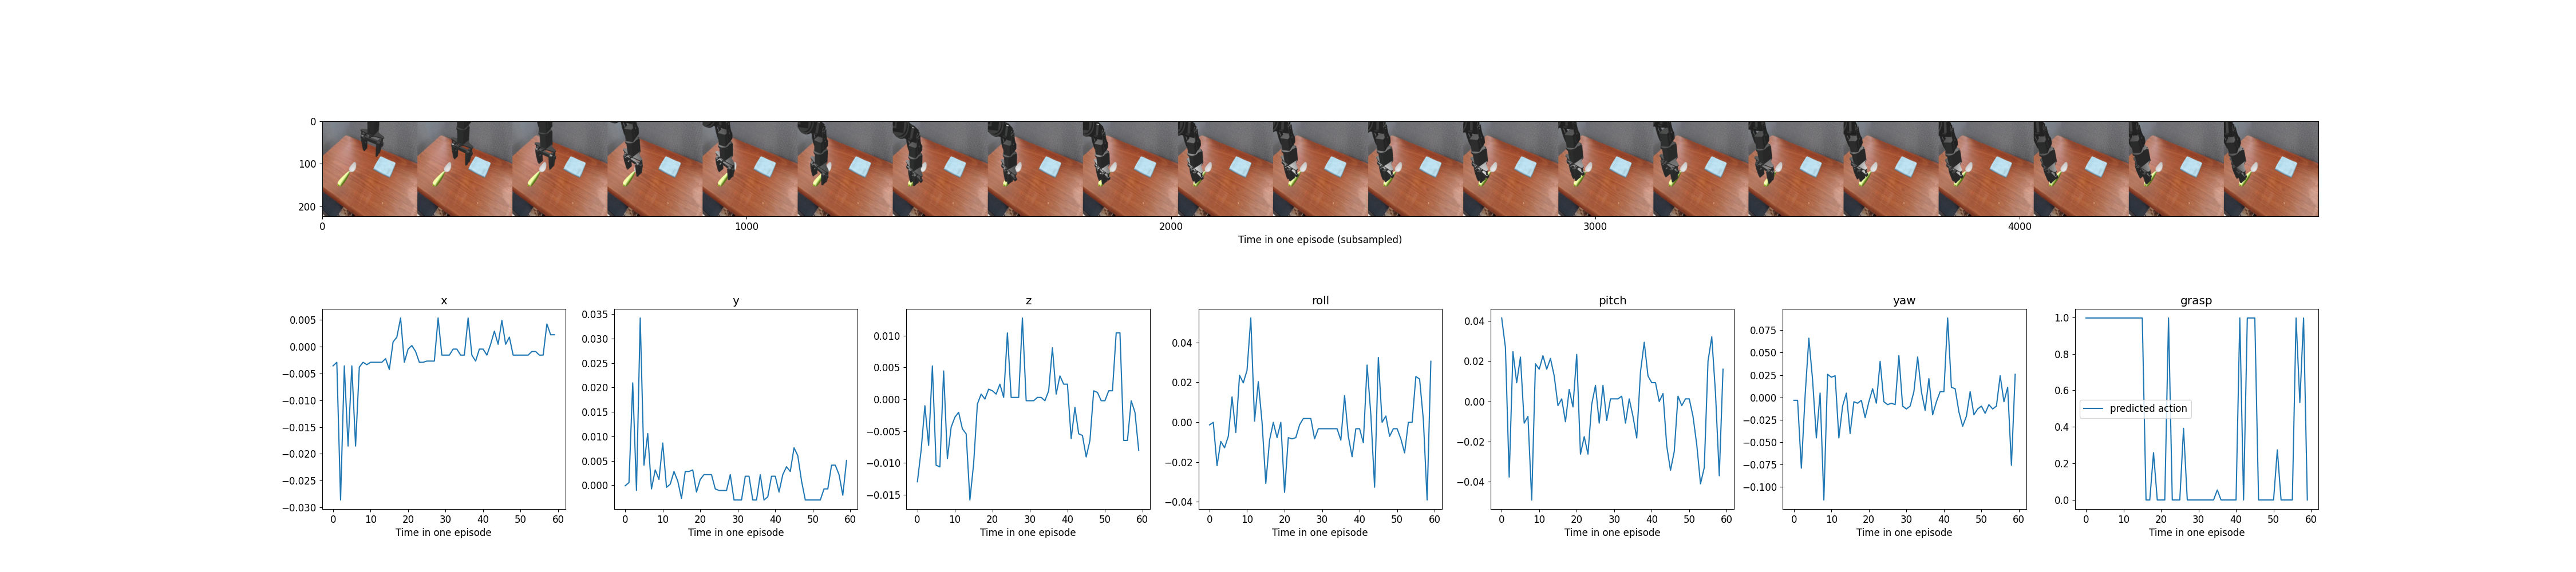 0
100
200
0 1000 2000 3000 4000
Time in one episode (subsampled)
x y z roll pitch yaw grasp
0.005
0.000
−0.005
−0.010
−0.015
−0.020
−0.025
−0.030
0 10 20 30 40 50 60
Time in one episode
0.035
0.030
0.025
0.020
0.015
0.010
0.005
0.000
0 10 20 30 40 50 60
Time in one episode
0.010
0.005
0.000
−0.005
−0.010
−0.015
0 10 20 30 40 50 60
Time in one episode
0.04
0.02
0.00
−0.02
−0.04
0 10 20 30 40 50 60
Time in one episode
0.04
0.02
0.00
−0.02
−0.04
0 10 20 30 40 50 60
Time in one episode
0.075
0.050
0.025
0.000
−0.025
−0.050
−0.075
−0.100
0 10 20 30 40 50 60
Time in one episode
1.0
0.8
0.6
0.4
0.2
0.0
predicted action
0 10 20 30 40 50 60
Time in one episode